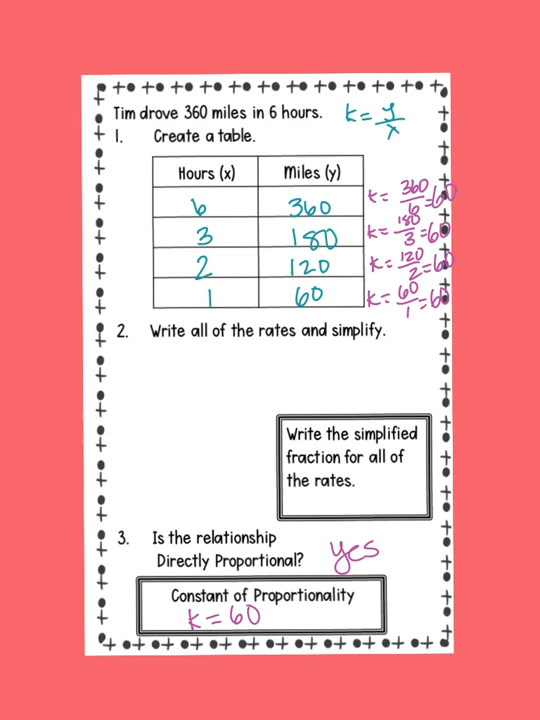 Tim drove 360 miles in 6 hours. k = y/x
1. Create a table.
Hours (x) Miles (y)
6 360 k = 360/6 = 60
3 180 k = 180/3 = 60
2 120 k = 120/2 = 60
1 60 k = 60/1 = 60
2. Write all of the rates and simplify.
Write the simplified
fraction for all of
the rates.
3. Is the relationship
Directly Proportional? yes
Constant of Proportionality
k = 60